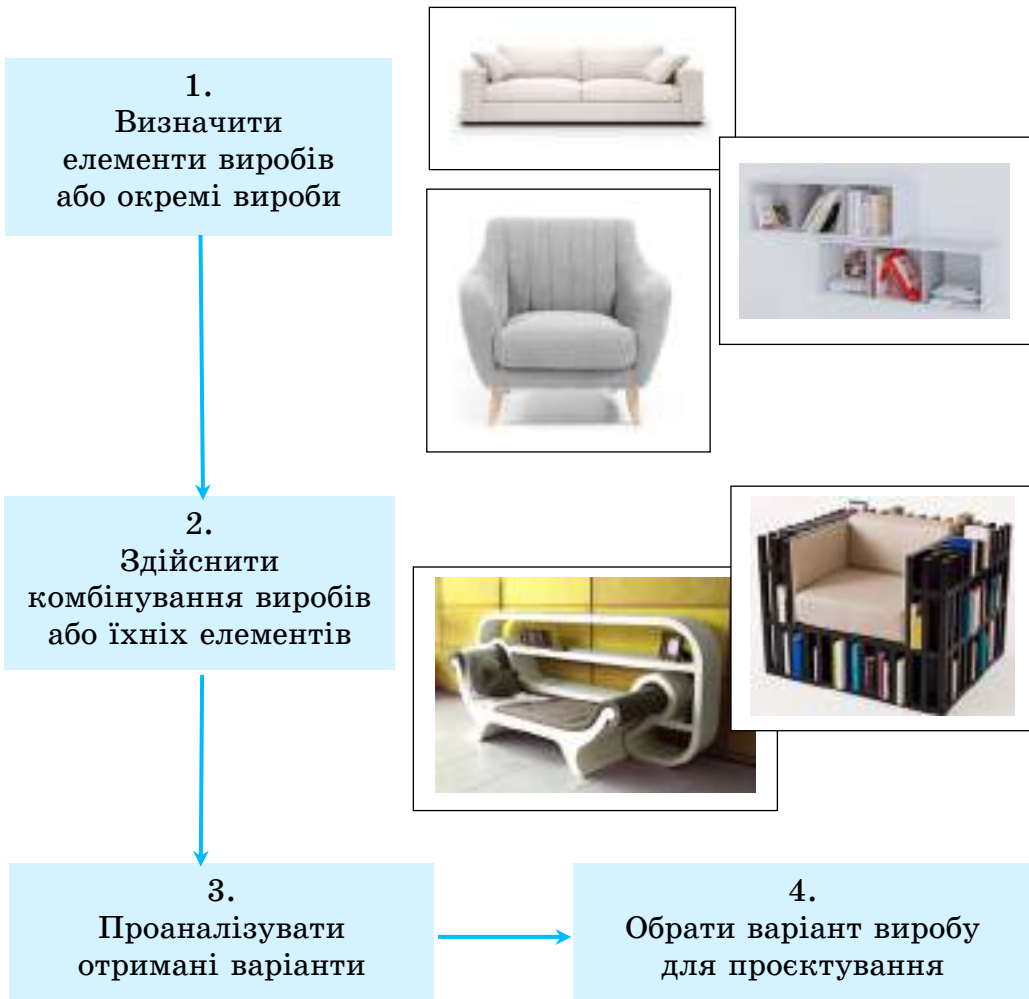 1.
Визначити
елементи виробів
або окремі вироби
2.
Здійснити
комбінування виробів
або їхніх елементів
3.
Проаналізувати
отримані варіанти
4.
Обрати варіант виробу
для проєктування